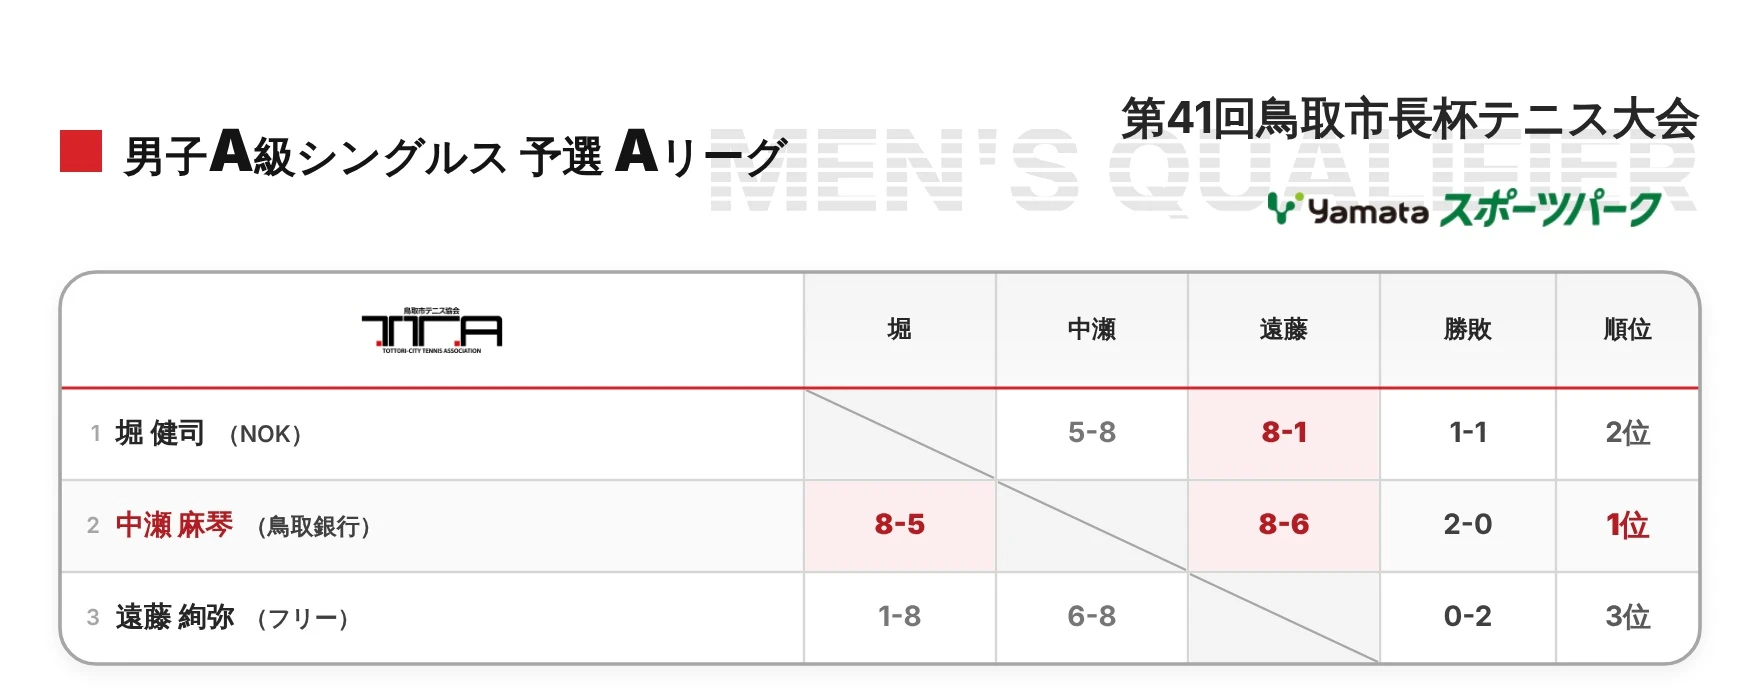 第41回鳥取市長杯テニス大会
男子A級シングルス 予選 Aリーグ
MEN'S QUALIFIER
Yamata スポーツパーク
鳥取市テニス協会
TTA
TOTTORI-CITY TENNIS ASSOCIATION
堀 中瀬 遠藤 勝敗 順位
1 堀 健司 （NOK） 5-8 8-1 1-1 2位
2 中瀬 麻琴 （鳥取銀行） 8-5 8-6 2-0 1位
3 遠藤 絢弥 （フリー） 1-8 6-8 0-2 3位